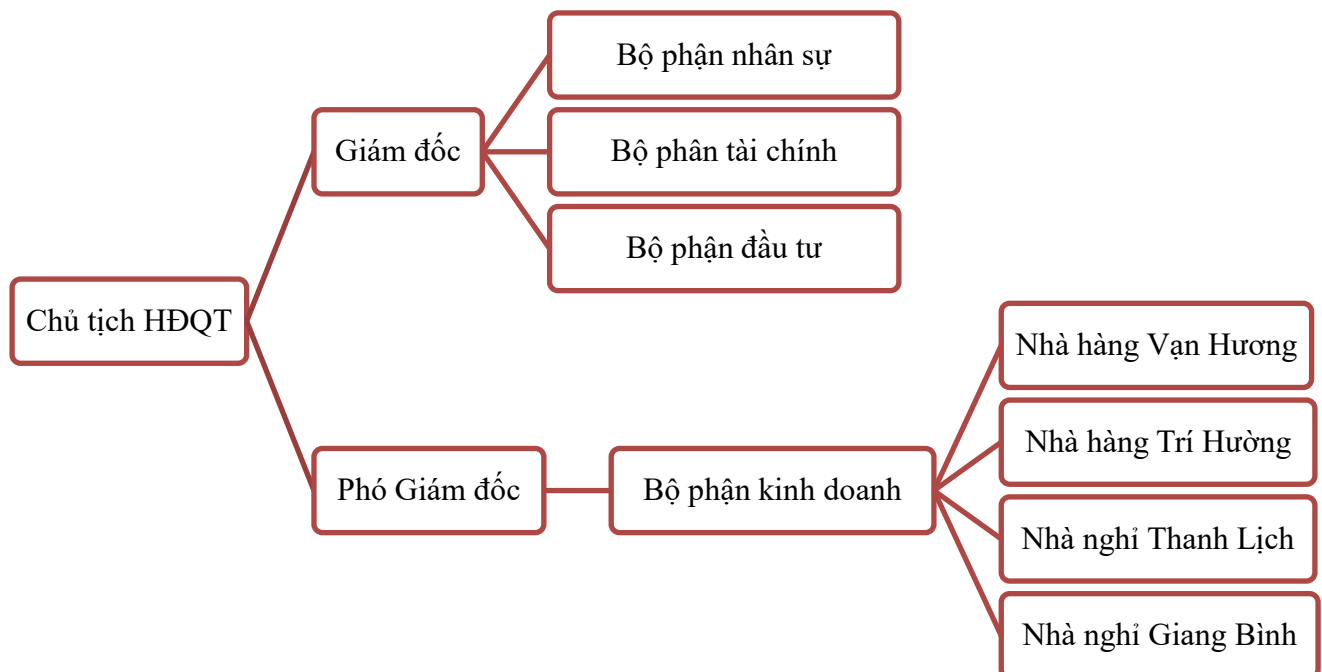 Bộ phận nhân sự
Giám đốc
Bộ phân tài chính
Bộ phận đầu tư
Chủ tịch HĐQT
Nhà hàng Vạn Hương
Nhà hàng Trí Hường
Phó Giám đốc
Bộ phận kinh doanh
Nhà nghỉ Thanh Lịch
Nhà nghỉ Giang Bình